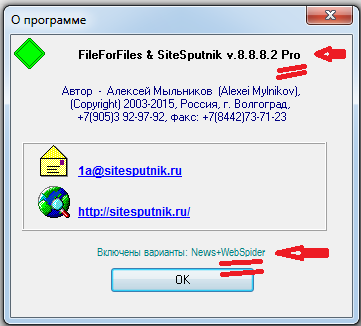 О программе
FileForFiles & SiteSputnik v.8.8.8.2 Pro
Автор - Алексей Мыльников (Alexei Mylnikov),
(Copyright) 2003-2015, Россия, г. Волгоград,
+7(905)3 92-97-92, факс: +7(8442)73-71-23
1a@sitesputnik.ru
http://sitesputnik.ru/
Включены варианты: News+WebSpider
OK